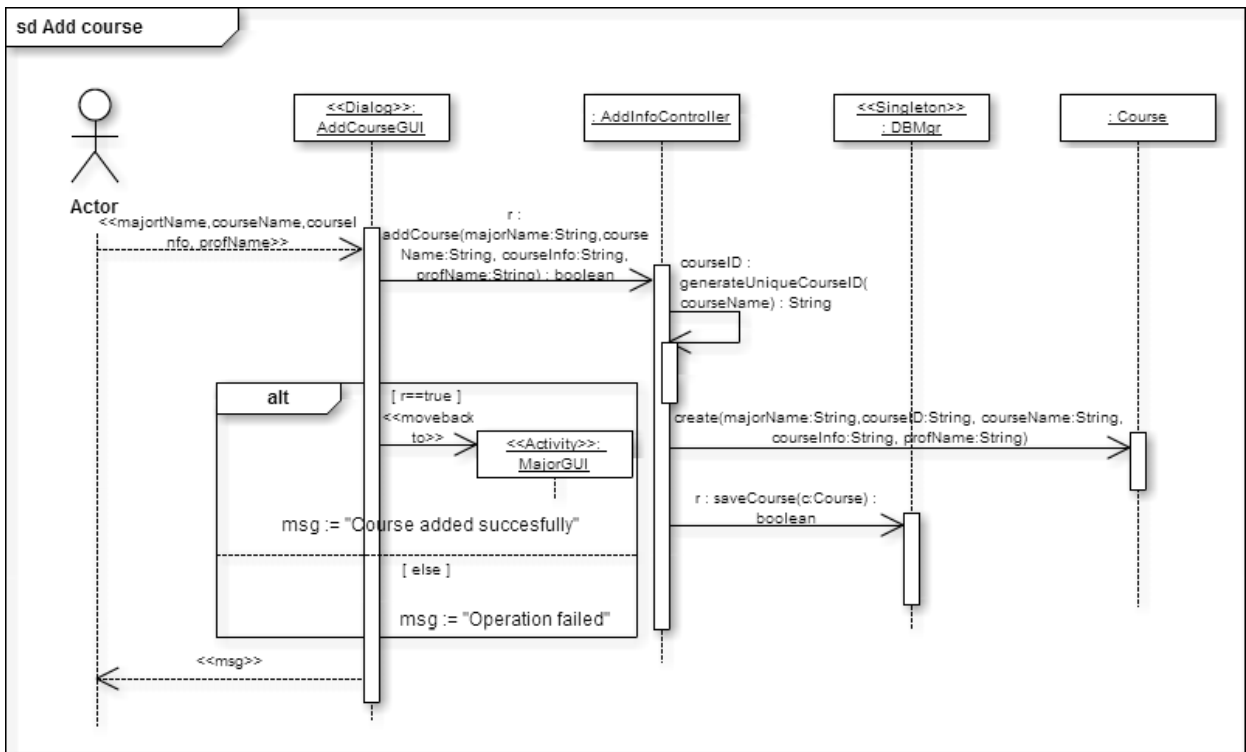 sd Add course
<<Dialog>>:
AddCourseGUI
: AddInfoController
<<Singleton>>
: DBMgr
: Course
Actor
<<majortName,courseName,courseI
nfo, profName>>
r :
addCourse(majorName:String,course
Name:String, courseInfo:String,
profName:String) : boolean
courseID :
generateUniqueCourseID(
courseName) : String
alt
[ r==true ]
<<moveback
to>>
<<Activity>>:
MajorGUI
create(majorName:String,courseID:String, courseName:String,
courseInfo:String, profName:String)
r : saveCourse(c:Course) :
boolean
msg := "Course added succesfully"
[ else ]
msg := "Operation failed"
<<msg>>